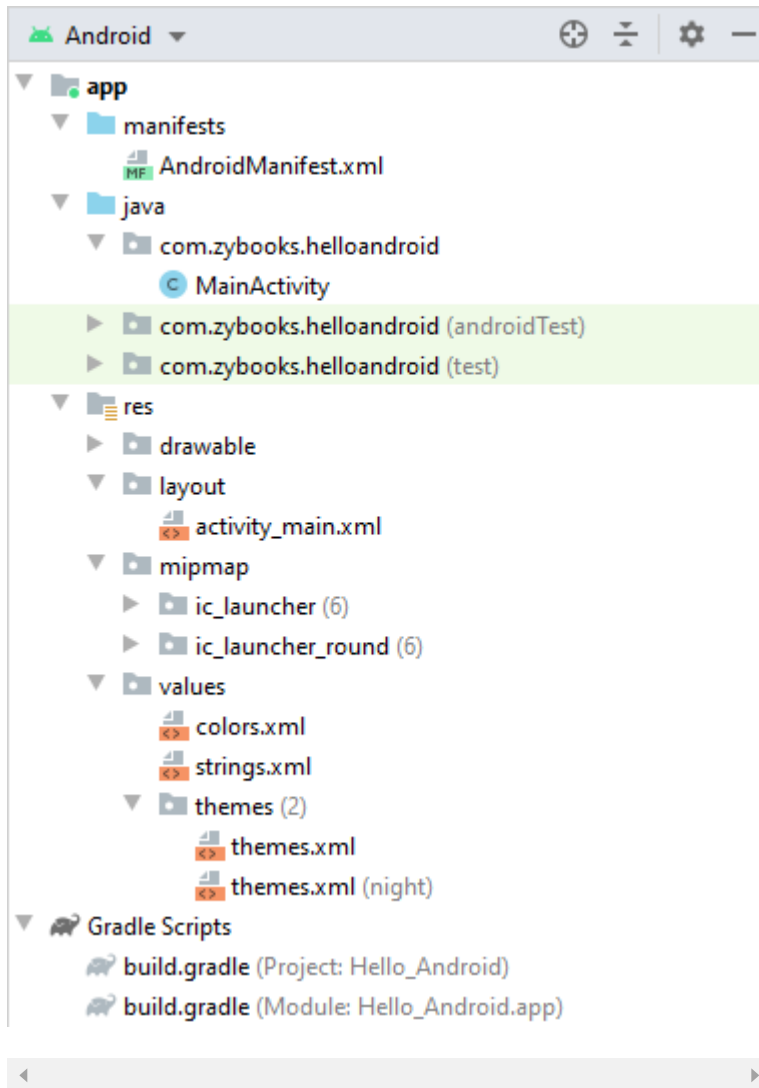 Android
app
manifests
MF AndroidManifest.xml
java
com.zybooks.helloandroid
C MainActivity
com.zybooks.helloandroid (androidTest)
com.zybooks.helloandroid (test)
res
drawable
layout
<> activity_main.xml
mipmap
ic_launcher (6)
ic_launcher_round (6)
values
<> colors.xml
<> strings.xml
themes (2)
<> themes.xml
<> themes.xml (night)
Gradle Scripts
build.gradle (Project: Hello_Android)
build.gradle (Module: Hello_Android.app)